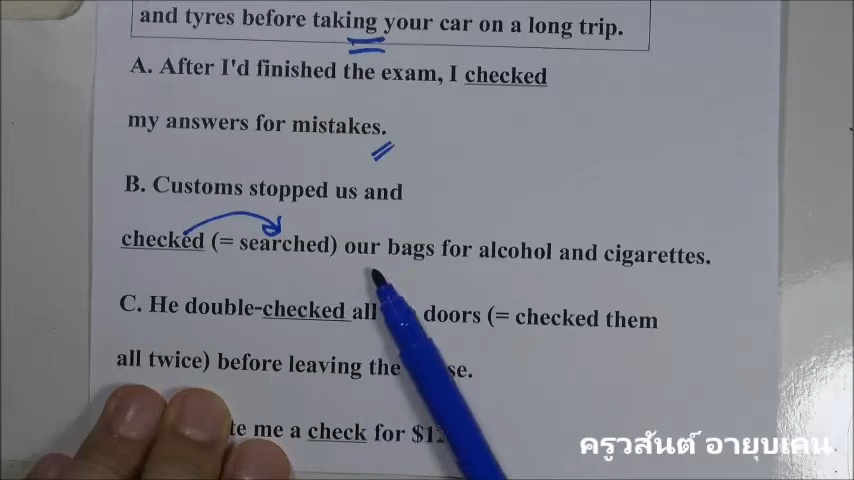 and tyres before taking your car on a long trip.
A. After I'd finished the exam, I checked
my answers for mistakes.
B. Customs stopped us and
checked (= searched) our bags for alcohol and cigarettes.
C. He double-checked all doors (= checked them
all twice) before leaving the
me a check for
ครูวสันต์ อายุบเคน